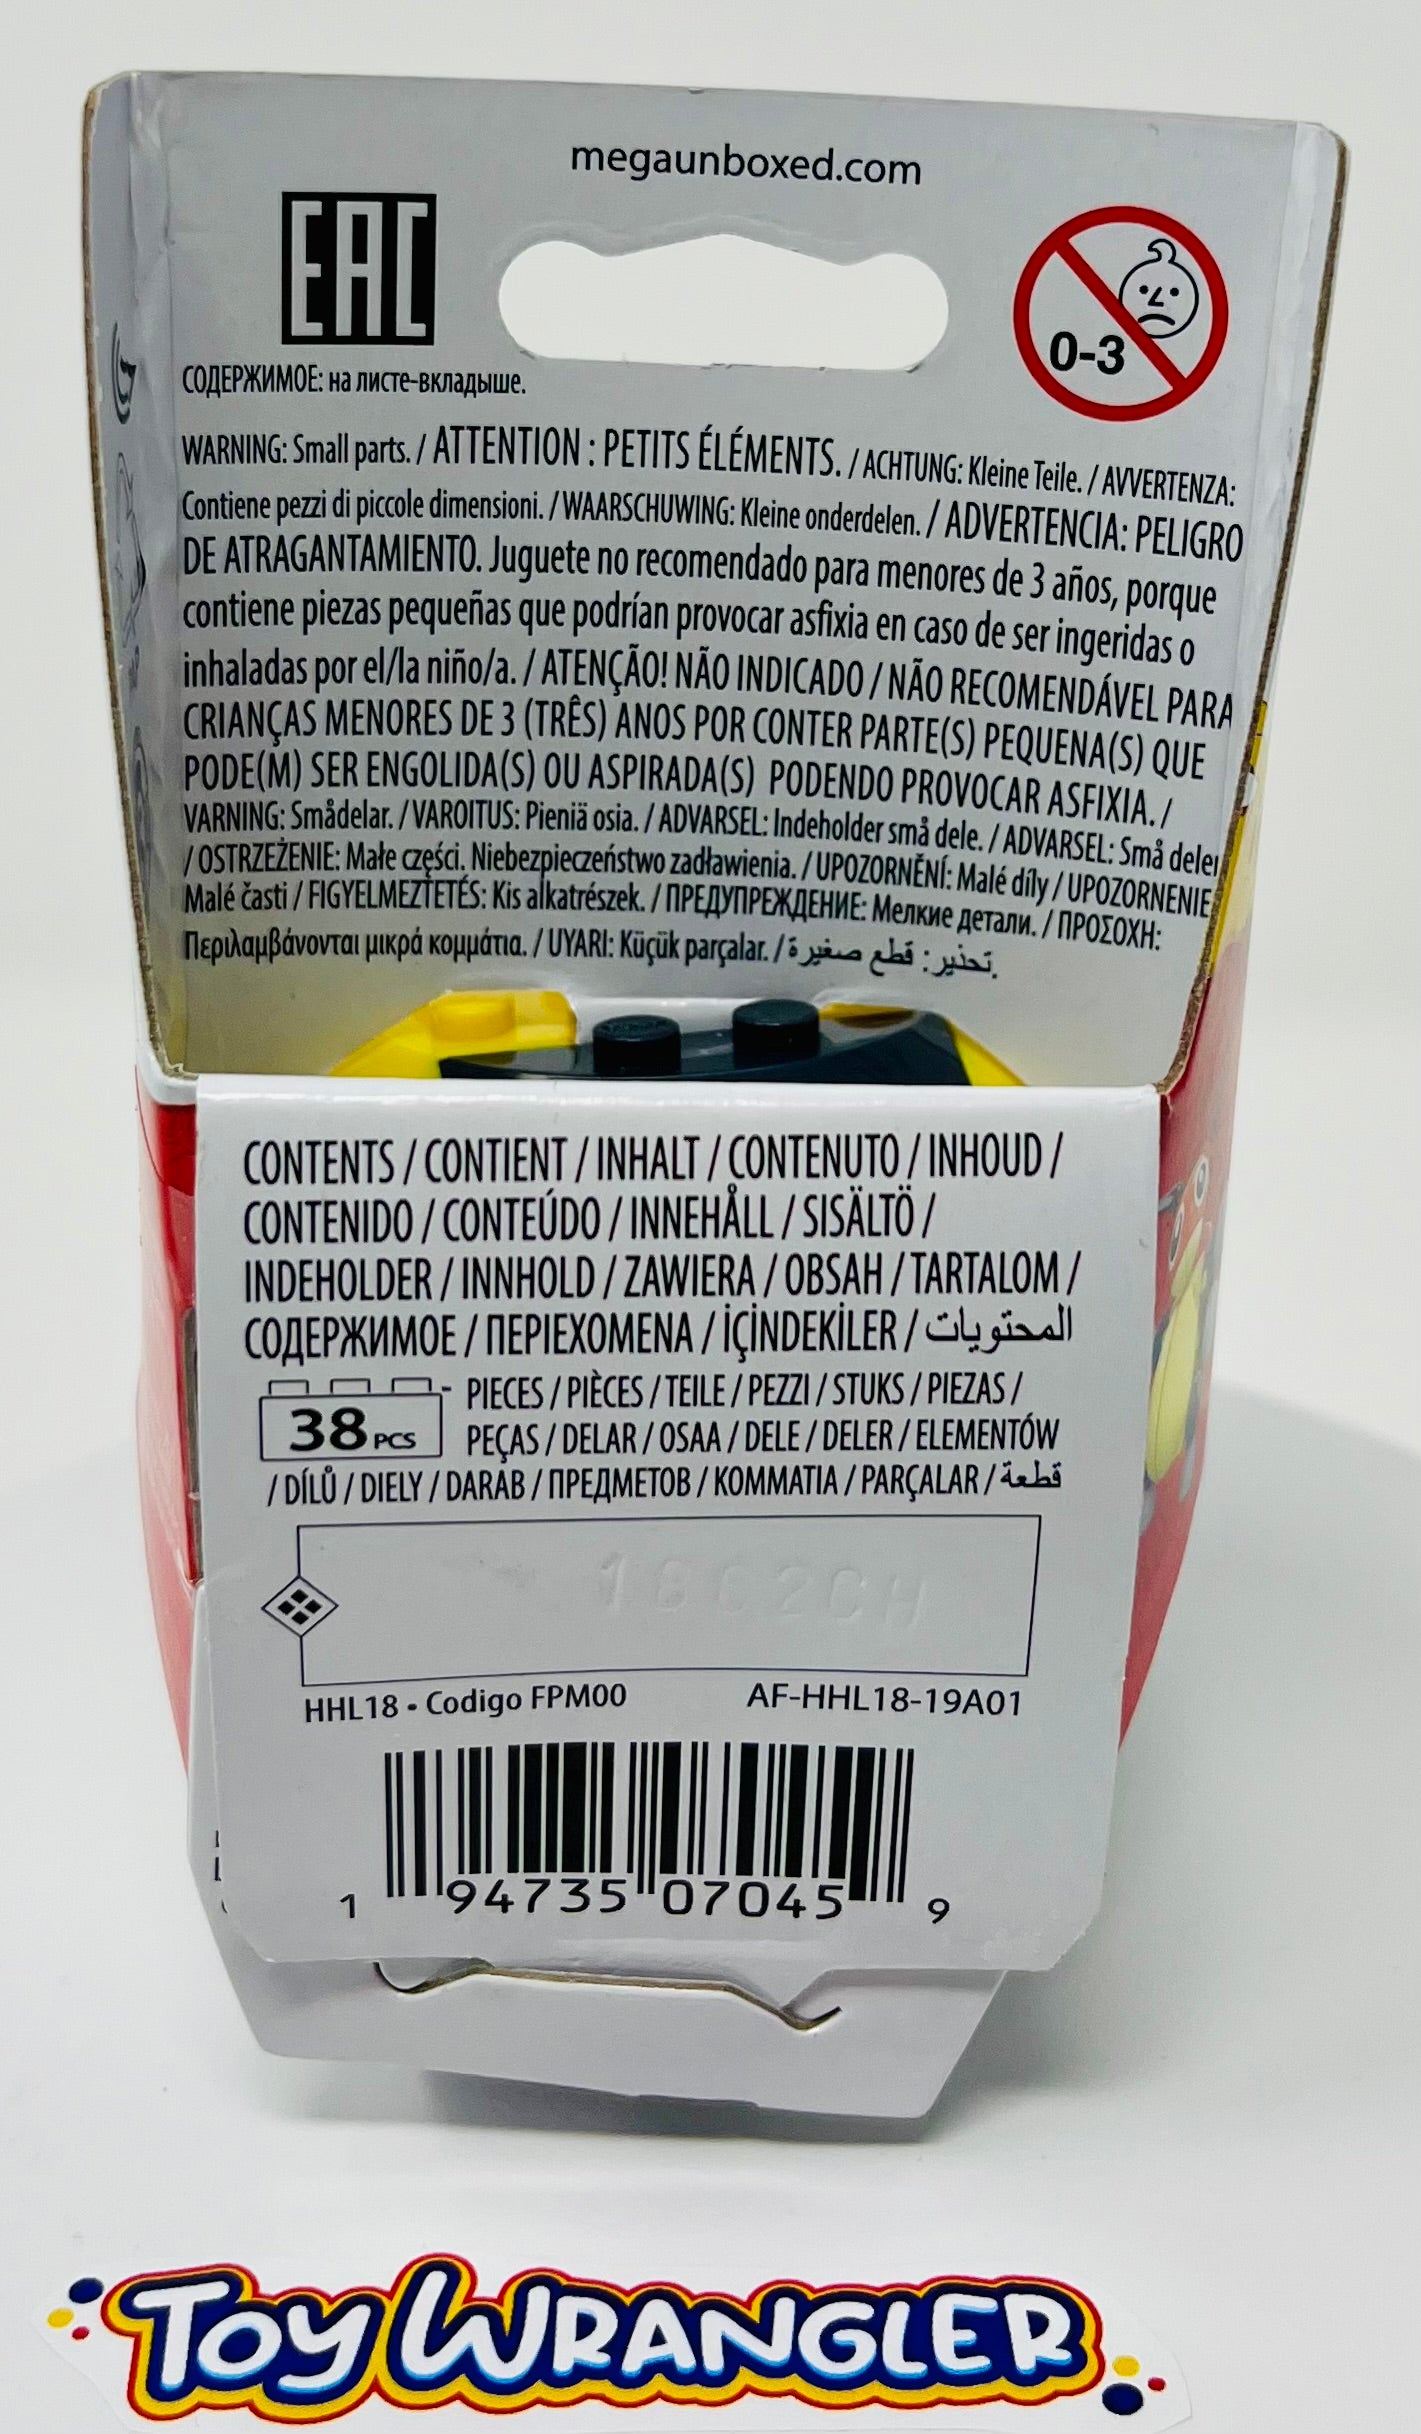 megaunboxed.com
EAC
0-3
СОДЕРЖИМОЕ: на листе-вкладыше.
WARNING: Small parts. / ATTENTION : PETITS ÉLÉMENTS. / ACHTUNG: Kleine Teile. / AVVERTENZA:
Contiene pezzi di piccole dimensioni. / WAARSCHUWING: Kleine onderdelen. / ADVERTENCIA: PELIGRO
DE ATRAGANTAMIENTO. Juguete no recomendado para menores de 3 años, porque
contiene piezas pequeñas que podrían provocar asfixia en caso de ser ingeridas o
inhaladas por el/la niño/a. / ATENÇÃO! NÃO INDICADO / NÃO RECOMENDÁVEL PARA
CRIANÇAS MENORES DE 3 (TRÊS) ANOS POR CONTER PARTE(S) PEQUENA(S) QUE
PODE(M) SER ENGOLIDA(S) OU ASPIRADA(S) PODENDO PROVOCAR ASFIXIA. /
VARNING: Smådelar. / VAROITUS: Pieniä osia. / ADVARSEL: Indeholder små dele. / ADVARSEL: Små deler
/ OSTRZEŻENIE: Małe części. Niebezpieczeństwo zadławienia. / UPOZORNĚNÍ: Malé díly / UPOZORNENIE:
Malé časti / FIGYELMEZTETÉS: Kis alkatrészek. / ПРЕДУПРЕЖДЕНИЕ: Мелкие детали. / ΠΡΟΣΟΧΗ:
Περιλαμβάνονται μικρά κομμάτια. / UYARI: Küçük parçalar. / تحذير: قطع صغيرة.
CONTENTS / CONTIENT / INHALT / CONTENUTO / INHOUD /
CONTENIDO / CONTEÚDO / INNEHÅLL / SISÄLTÖ /
INDEHOLDER / INNHOLD / ZAWIERA / OBSAH / TARTALOM /
СОДЕРЖИМОЕ / ΠΕΡΙΕΧΟΜΕΝΑ / İÇİNDEKİLER / المحتويات
38 PCS - PIECES / PIÈCES / TEILE / PEZZI / STUKS / PIEZAS /
PEÇAS / DELAR / OSAA / DELE / DELER / ELEMENTÓW
/ DÍLŮ / DIELY / DARAB / ПРЕДМЕТОВ / ΚΟΜΜΑΤΙΑ / PARÇALAR / قطعة
HHL18 • Codigo FPM00 AF-HHL18-19A01
1 94735 07045 9
TOY WRANGLER